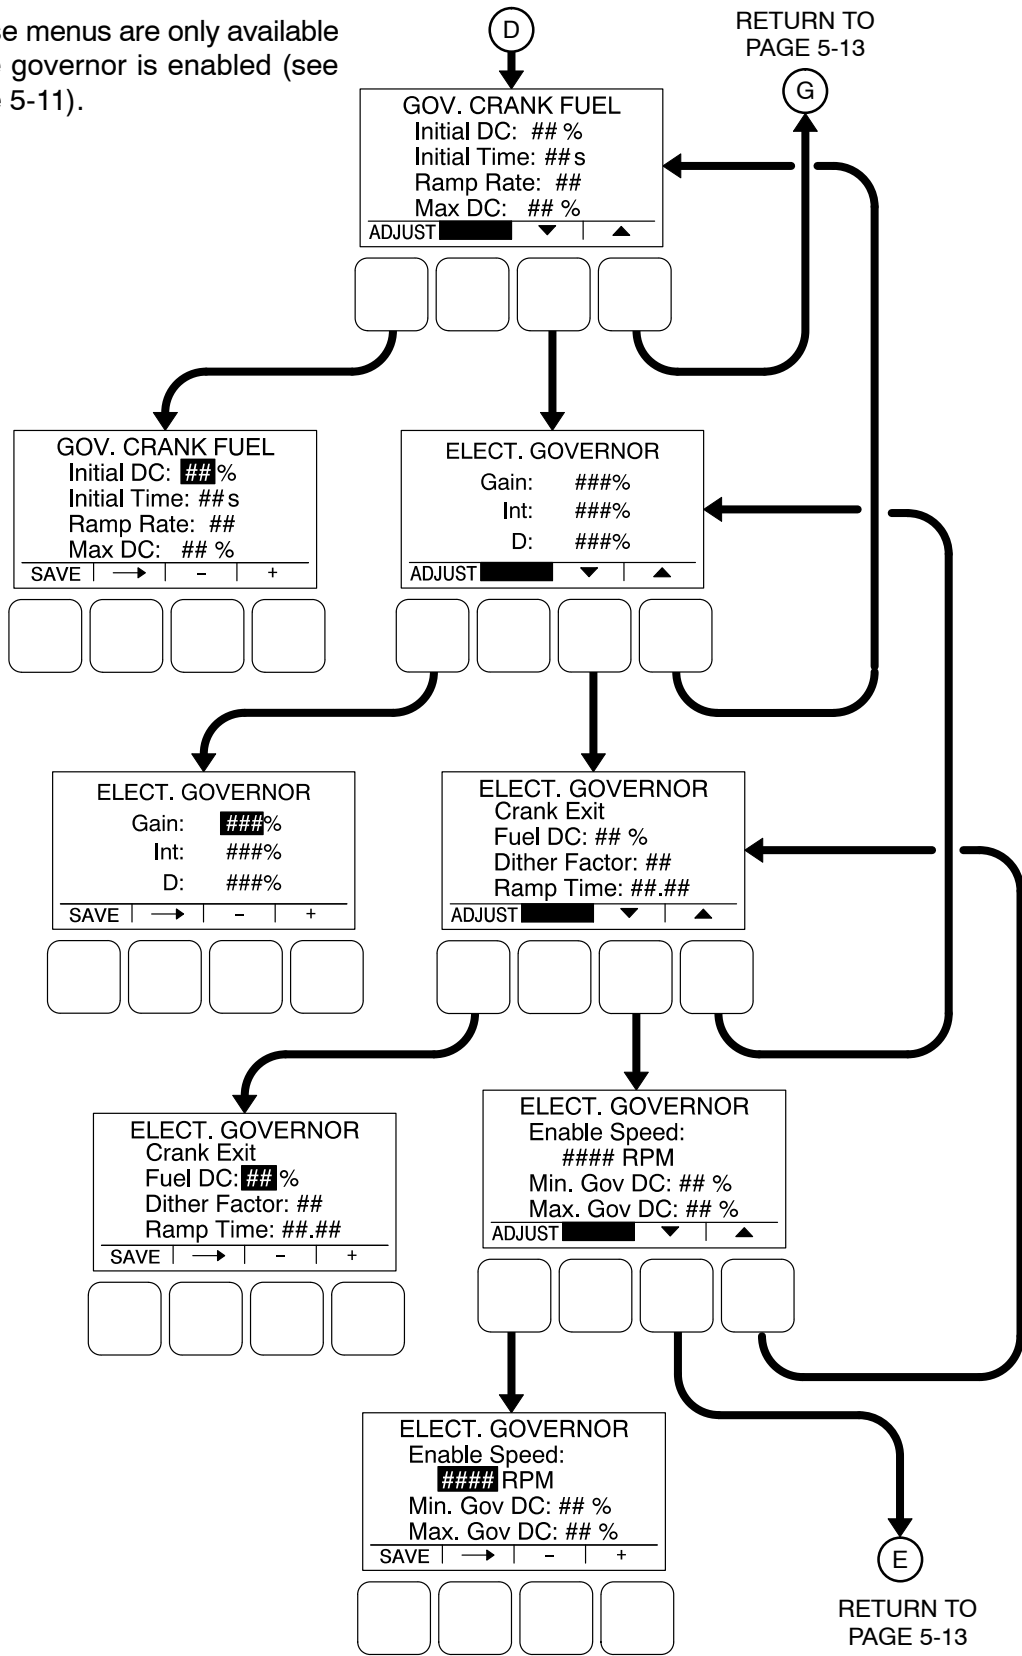 se menus are only available
governor is enabled (see
5-11).
D
RETURN TO
PAGE 5-13
G
GOV. CRANK FUEL
Initial DC: ## %
Initial Time: ## s
Ramp Rate: ##
Max DC: ## %
ADJUST ▼ ▲
GOV. CRANK FUEL
Initial DC: ## %
Initial Time: ## s
Ramp Rate: ##
Max DC: ## %
SAVE → - +
ELECT. GOVERNOR
Gain: ###%
Int: ###%
D: ###%
ADJUST ▼ ▲
ELECT. GOVERNOR
Gain: ###%
Int: ###%
D: ###%
SAVE → - +
ELECT. GOVERNOR
Crank Exit
Fuel DC: ## %
Dither Factor: ##
Ramp Time: ##.##
ADJUST ▼ ▲
ELECT. GOVERNOR
Crank Exit
Fuel DC: ## %
Dither Factor: ##
Ramp Time: ##.##
SAVE → - +
ELECT. GOVERNOR
Enable Speed:
#### RPM
Min. Gov DC: ## %
Max. Gov DC: ## %
ADJUST ▼ ▲
ELECT. GOVERNOR
Enable Speed:
#### RPM
Min. Gov DC: ## %
Max. Gov DC: ## %
SAVE → - +
E
RETURN TO
PAGE 5-13